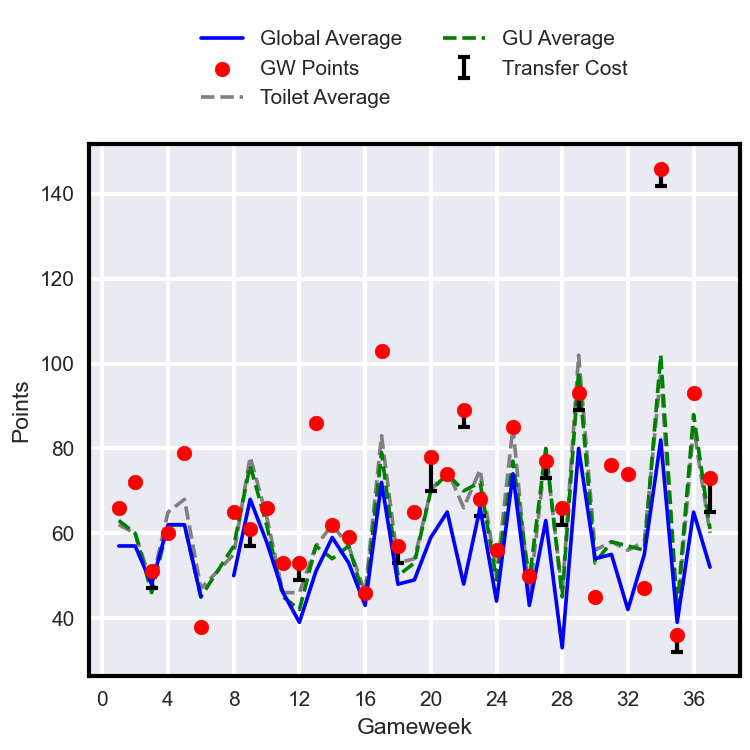 Global Average
GW Points
Toilet Average
GU Average
Transfer Cost
140
120
100
80
60
40
Points
0 4 8 12 16 20 24 28 32 36
Gameweek